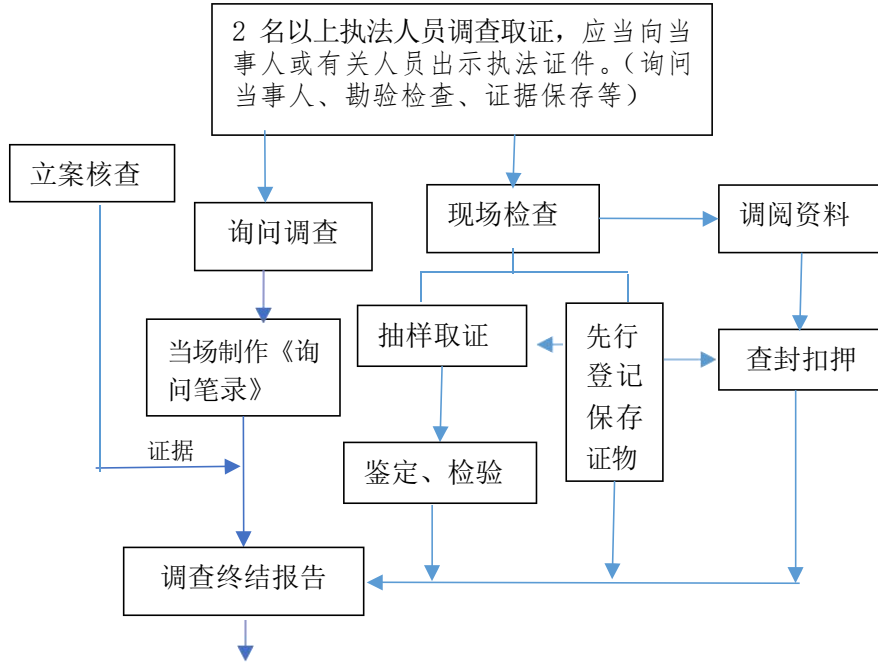 2 名以上执法人员调查取证，应当向当
事人或有关人员出示执法证件。（询问
当事人、勘验检查、证据保存等）
立案核查
询问调查
现场检查
调阅资料
当场制作《询
问笔录》
抽样取证
先行
登记
保存
证物
查封扣押
证据
鉴定、检验
调查终结报告